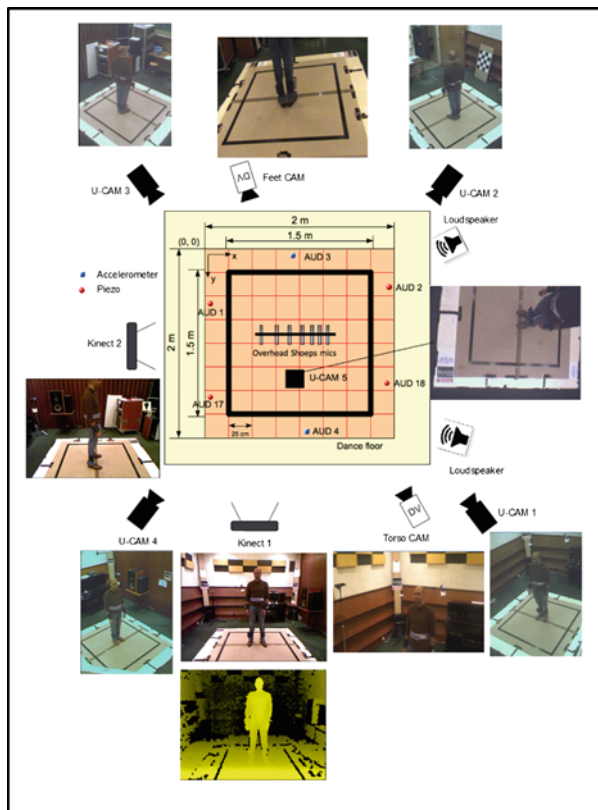 DV
Feet CAM
U-CAM 3
U-CAM 2
Loudspeaker
2 m
1.5 m
(0, 0)
x
y
AUD 3
Accelerometer
Piezo
AUD 2
AUD 1
Kinect 2
2 m
1.5 m
Overhead Shoeps mics
U-CAM 5
AUD 18
AUD 17
25 cm
AUD 4
Dance floor
Loudspeaker
U-CAM 4
Kinect 1
DV
Torso CAM
U-CAM 1